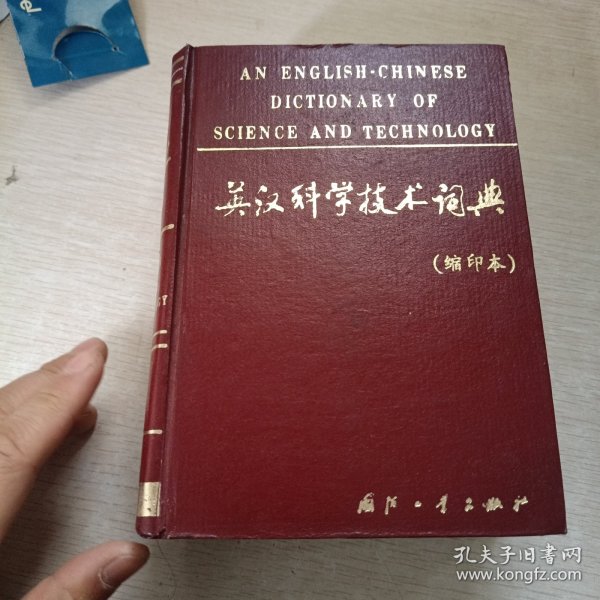 AN ENGLISH-CHINESE
DICTIONARY OF
SCIENCE AND TECHNOLOGY
英汉科学技术词典
(缩印本)
国防工业出版社
孔夫子旧书网
www.kongfz.com